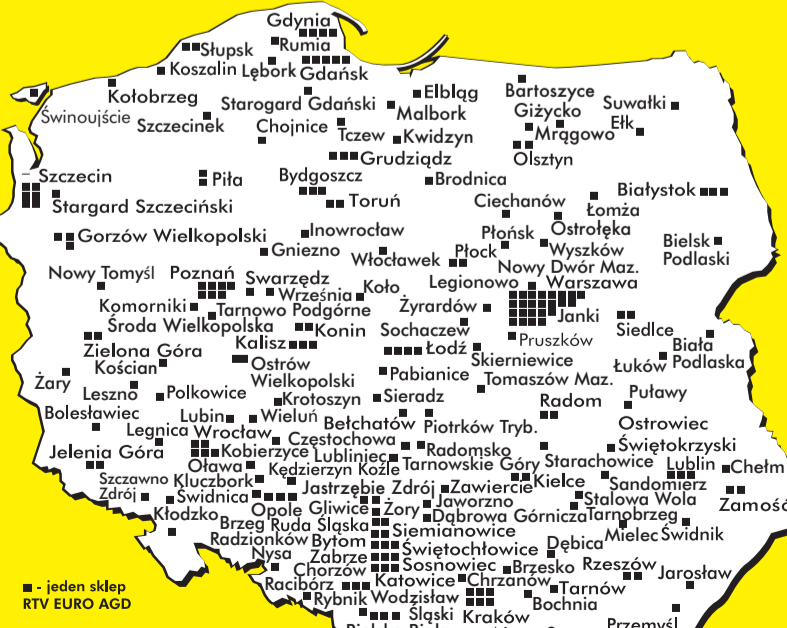 Gdynia
Słupsk
Rumia
Koszalin
Lębork
Gdańsk
Kołobrzeg
Starogard Gdański
Elbląg
Bartoszyce
Malbork
Giżycko
Suwałki
Świnoujście
Szczecinek
Chojnice
Tczew
Kwidzyn
Mrągowo
Ełk
Grudziądz
Olsztyn
Szczecin
Piła
Bydgoszcz
Brodnica
Białystok
Stargard Szczeciński
Toruń
Ciechanów
Łomża
Gorzów Wielkopolski
Inowrocław
Płońsk
Ostrołęka
Gniezno
Włocławek
Płock
Wyszków
Bielsk
Podlaski
Nowy Tomyśl
Poznań
Swarzędz
Koło
Nowy Dwór Maz.
Legionowo
Warszawa
Września
Komorniki
Tarnowo Podgórne
Żyrardów
Janki
Środa Wielkopolska
Konin
Sochaczew
Siedlce
Pruszków
Zielona Góra
Kalisz
Łódź
Skierniewice
Biała
Podlaska
Kościan
Ostrów
Wielkopolski
Pabianice
Łuków
Żary
Leszno
Polkowice
Krotoszyn
Sieradz
Tomaszów Maz.
Radom
Puławy
Bolesławiec
Lubin
Wieluń
Bełchatów
Piotrków Tryb.
Ostrowiec
Świętokrzyski
Legnica
Wrocław
Częstochowa
Jelenia Góra
Kobierzyce
Lubliniec
Radomsko
Oława
Kędzierzyn Koźle
Tarnowskie Góry
Starachowice
Lublin
Chełm
Szczawno
Zdrój
Kluczbork
Jastrzębie Zdrój
Zawiercie
Kielce
Sandomierz
Świdnica
Stalowa Wola
Zamość
Kłodzko
Opole
Gliwice
Żory
Jaworzno
Dąbrowa Górnicza
Tarnobrzeg
Brzeg
Ruda Śląska
Siemianowice
Mielec
Świdnik
Radzionków
Bytom
Świętochłowice
Dębica
Nysa
Zabrze
Sosnowiec
Brzesko
Rzeszów
Jarosław
Chorzów
Katowice
Chrzanów
Tarnów
Racibórz
Rybnik
Wodzisław
Śląski
Bochnia
Kraków
Przemyśl
- jeden sklep
RTV EURO AGD